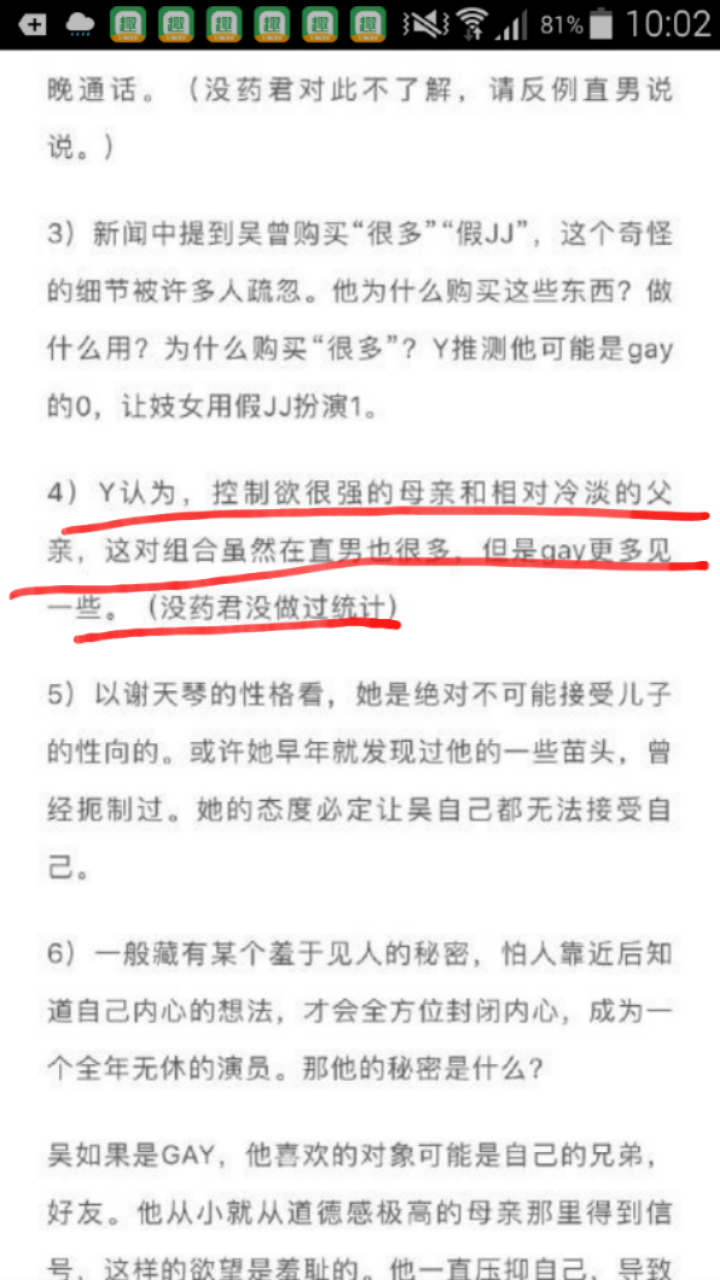 81% 10:02
趣 趣 趣 趣 趣 趣
晚通话。（没药君对此不了解，请反例直男说
说。）
3）新闻中提到吴曾购买“很多”“假JJ”，这个奇怪
的细节被许多人疏忽。他为什么购买这些东西？做
什么用？为什么购买“很多”？Y推测他可能是gay
的0，让妓女用假JJ扮演1。
4）Y认为，控制欲很强的母亲和相对冷淡的父
亲，这对组合虽然在直男也很多，但是gay更多见
一些。（没药君没做过统计）
5）以谢天琴的性格看，她是绝对不可能接受儿子
的性向的。或许她早年就发现过他的一些苗头，曾
经扼制过。她的态度必定让吴自己都无法接受自
己。
6）一般藏有某个羞于见人的秘密，怕人靠近后知
道自己内心的想法，才会全方位封闭内心，成为一
个全年无休的演员。那他的秘密是什么？
吴如果是GAY，他喜欢的对象可能是自己的兄弟，
好友。他从小就从道德感极高的母亲那里得到信
号，这样的欲望是羞耻的。他一直压抑自己，导致